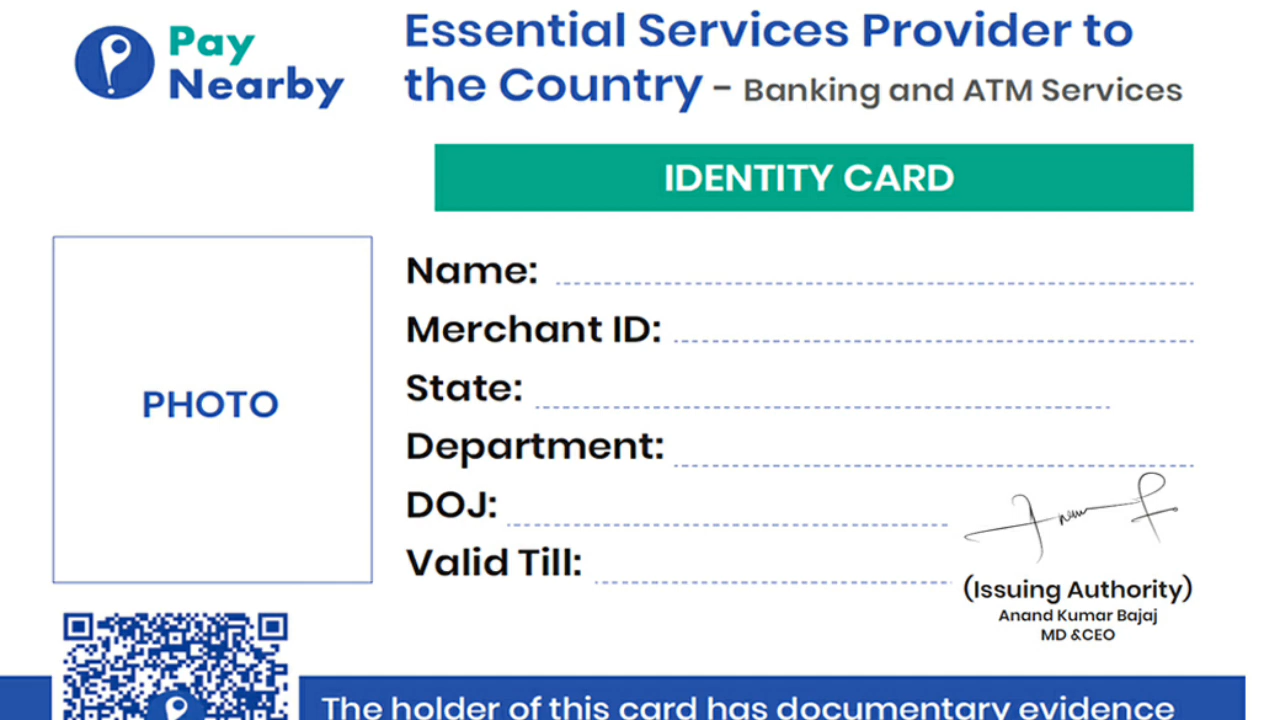 Pay
Nearby
Essential Services Provider to
the Country - Banking and ATM Services
IDENTITY CARD
PHOTO
Name:
Merchant ID:
State:
Department:
DOJ:
Valid Till:
(Issuing Authority)
Anand Kumar Bajaj
MD &CEO
The holder of this card has documentary evidence